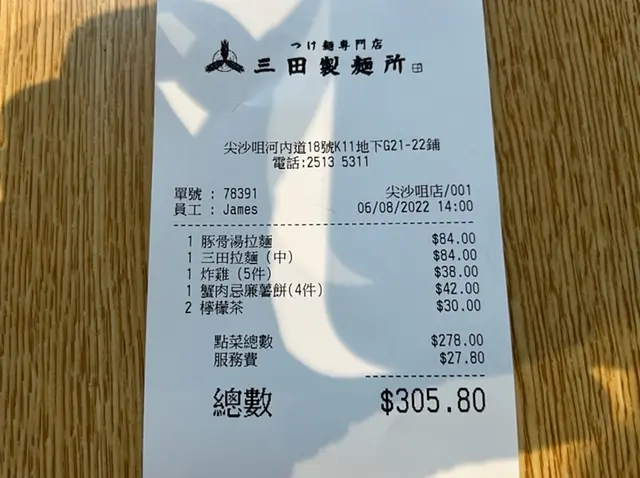 つけ麺専門店
三田製麺所
尖沙咀河內道18號K11地下G21-22鋪
電話:2513 5311
單號 : 78391 尖沙咀店/001
員工 : James 06/08/2022 14:00
1 豚骨湯拉麵 $84.00
1 三田拉麵 (中) $84.00
1 炸雞 (5件) $38.00
1 蟹肉忌廉薯餅(4件) $42.00
2 檸檬茶 $30.00
點菜總數 $278.00
服務費 $27.80
總數 $305.80